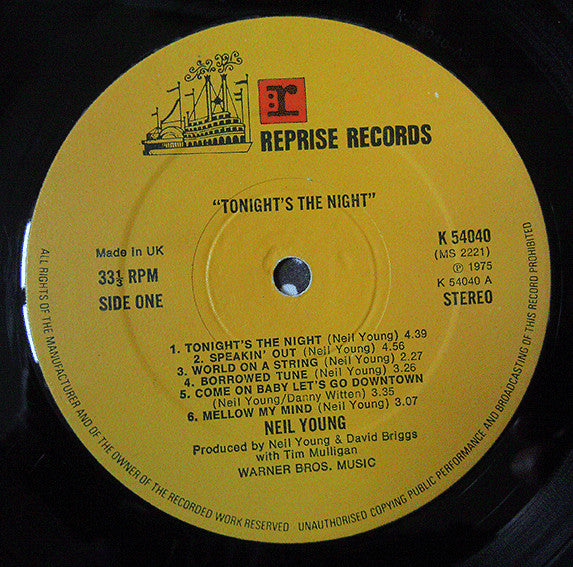 r
REPRISE RECORDS
"TONIGHT'S THE NIGHT"
Made in UK
33⅓ RPM
SIDE ONE
K 54040
(MS 2221)
℗ 1975
K 54040 A
STEREO
1. TONIGHT'S THE NIGHT (Neil Young) 4.39
2. SPEAKIN' OUT (Neil Young) 4.56
3. WORLD ON A STRING (Neil Young) 2.27
4. BORROWED TUNE (Neil Young) 3.26
5. COME ON BABY LET'S GO DOWNTOWN
(Neil Young/Danny Witten) 3.35
6. MELLOW MY MIND (Neil Young) 3.07
NEIL YOUNG
Produced by Neil Young & David Briggs
with Tim Mulligan
WARNER BROS. MUSIC
ALL RIGHTS OF THE MANUFACTURER AND OF THE OWNER OF THE RECORDED WORK RESERVED · UNAUTHORISED COPYING PUBLIC PERFORMANCE AND BROADCASTING OF THIS RECORD PROHIBITED